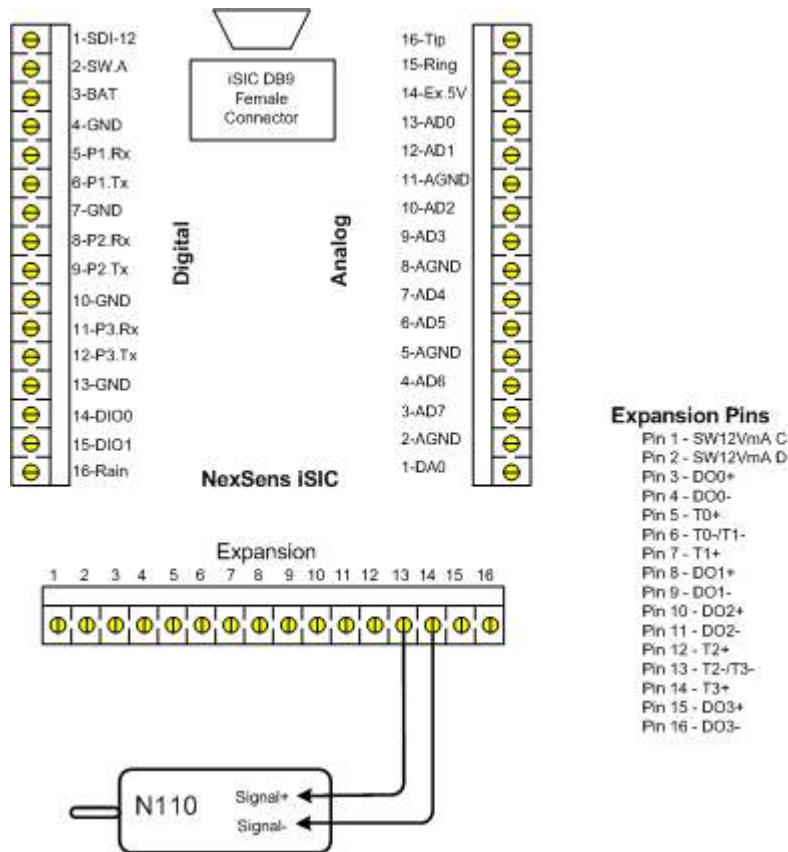 1-SDI-12
2-SW.A
3-BAT
4-GND
5-P1.Rx
6-P1.Tx
7-GND
8-P2.Rx
9-P2.Tx
10-GND
11-P3.Rx
12-P3.Tx
13-GND
14-DIO0
15-DIO1
16-Rain
iSIC DB9
Female
Connector
Digital
Analog
16-Tip
15-Ring
14-Ex.5V
13-AD0
12-AD1
11-AGND
10-AD2
9-AD3
8-AGND
7-AD4
6-AD5
5-AGND
4-AD6
3-AD7
2-AGND
1-DA0
NexSens iSIC
Expansion Pins
Pin 1 - SW12VmA C
Pin 2 - SW12VmA D
Pin 3 - DO0+
Pin 4 - DO0-
Pin 5 - T0+
Pin 6 - T0-/T1-
Pin 7 - T1+
Pin 8 - DO1+
Pin 9 - DO1-
Pin 10 - DO2+
Pin 11 - DO2-
Pin 12 - T2+
Pin 13 - T2-/T3-
Pin 14 - T3+
Pin 15 - DO3+
Pin 16 - DO3-
Expansion
1 2 3 4 5 6 7 8 9 10 11 12 13 14 15 16
N110
Signal+
Signal-